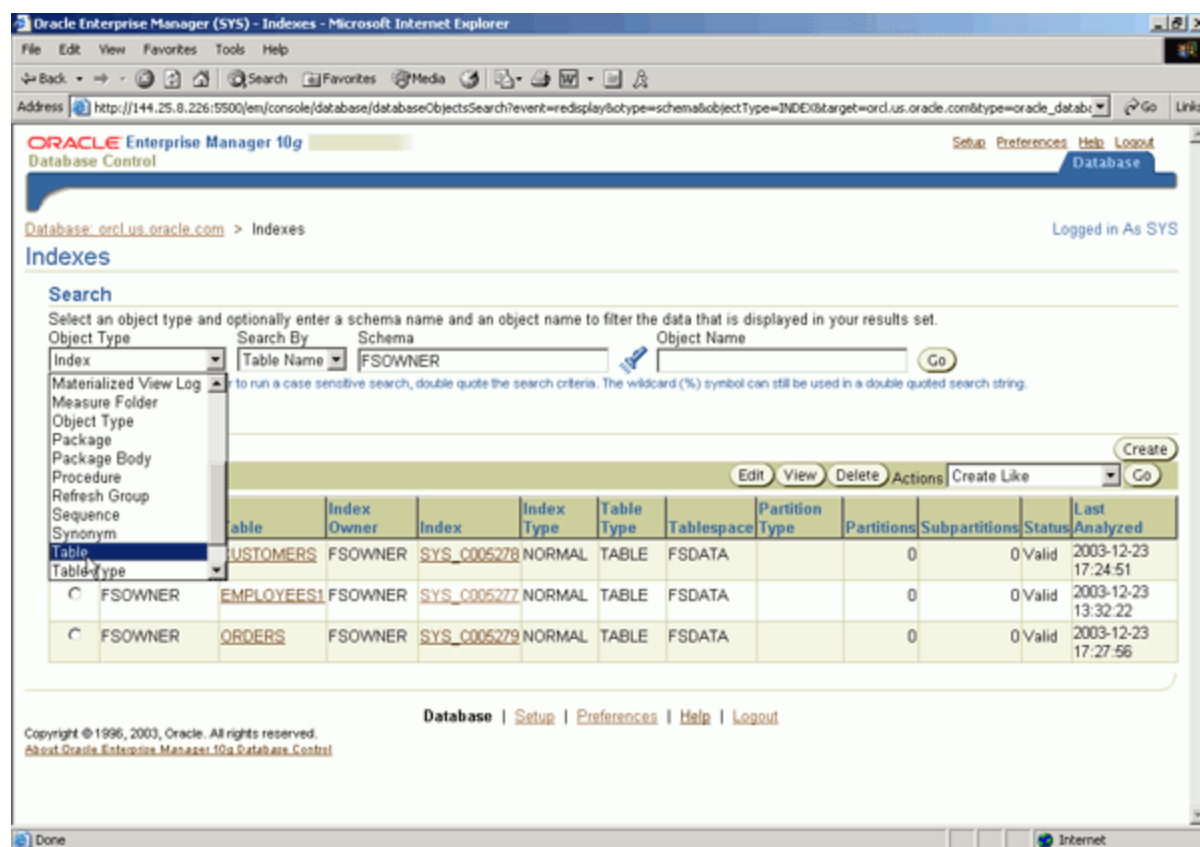 Oracle Enterprise Manager (SYS) - Indexes - Microsoft Internet Explorer
File Edit View Favorites Tools Help
Back Search Favorites Media
Address http://144.25.8.226:5500/em/console/database/databaseObjectsSearch?event=redisplay&otype=schema&objectType=INDEX&target=orcl.us.oracle.com&type=oracle_databa Go Links
ORACLE Enterprise Manager 10g
Database Control
Setup Preferences Help Logout
Database
Database: orcl.us.oracle.com > Indexes
Logged in As SYS
Indexes
Search
Select an object type and optionally enter a schema name and an object name to filter the data that is displayed in your results set.
Object Type Search By Schema Object Name
Index Table Name FSOWNER Go
Materialized View Log
r to run a case sensitive search, double quote the search criteria. The wildcard (%) symbol can still be used in a double quoted search string.
Measure Folder
Object Type
Package
Package Body
Procedure
Refresh Group
Sequence
Synonym
Table
Table Type
Create
Edit View Delete Actions Create Like Go
able Index Owner Index Index Type Table Type Tablespace Partition Type Partitions Subpartitions Status Last Analyzed
CUSTOMERS FSOWNER SYS_C005278 NORMAL TABLE FSDATA 0 0 Valid 2003-12-23 17:24:51
FSOWNER EMPLOYEES1 FSOWNER SYS_C005277 NORMAL TABLE FSDATA 0 0 Valid 2003-12-23 13:32:22
FSOWNER ORDERS FSOWNER SYS_C005279 NORMAL TABLE FSDATA 0 0 Valid 2003-12-23 17:27:56
Database | Setup | Preferences | Help | Logout
Copyright © 1996, 2003, Oracle. All rights reserved.
About Oracle Enterprise Manager 10g Database Control
Done Internet